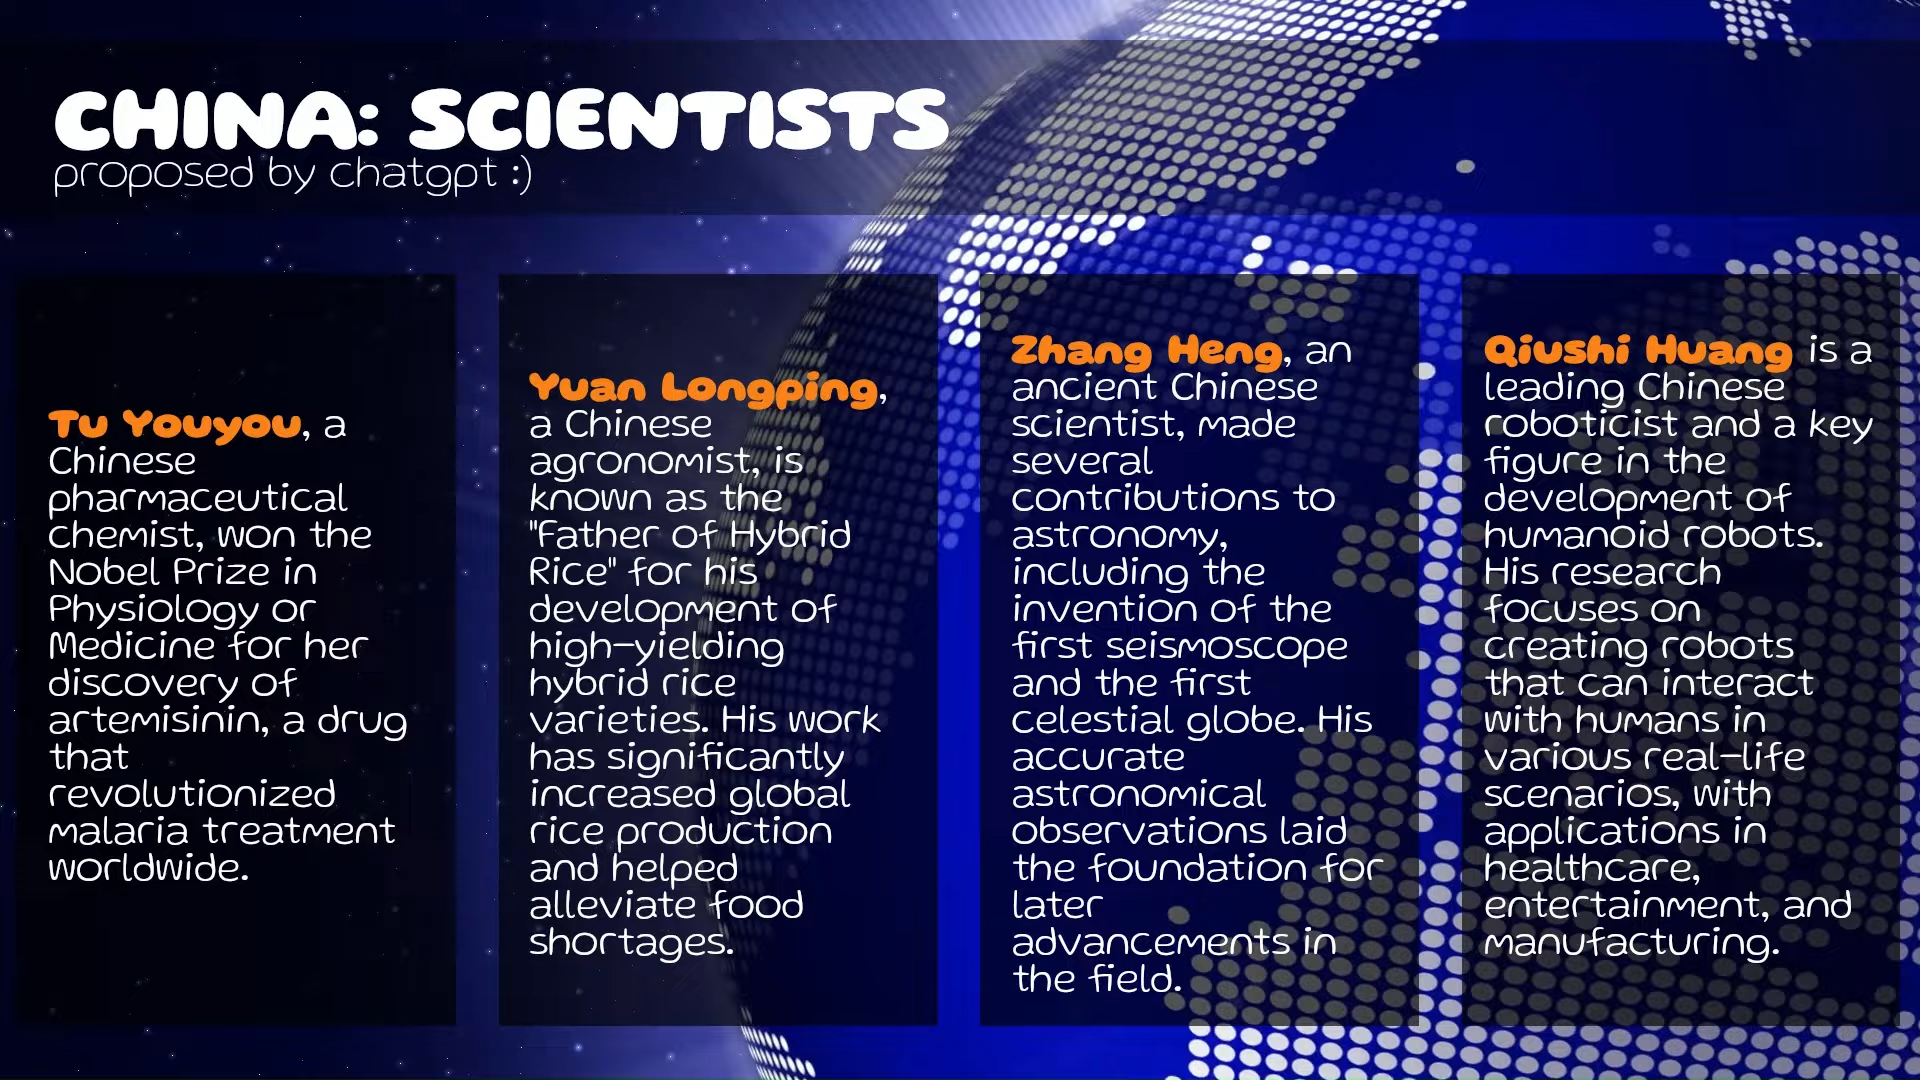 CHINA: SCIENTISTS
proposed by chatgpt :)
Tu Youyou, a
Chinese
pharmaceutical
chemist, won the
Nobel Prize in
Physiology or
Medicine for her
discovery of
artemisinin, a drug
that
revolutionized
malaria treatment
worldwide.
Yuan Longping,
a Chinese
agronomist, is
known as the
"Father of Hybrid
Rice" for his
development of
high-yielding
hybrid rice
varieties. His work
has significantly
increased global
rice production
and helped
alleviate food
shortages.
Zhang Heng, an
ancient Chinese
scientist, made
several
contributions to
astronomy,
including the
invention of the
first seismoscope
and the first
celestial globe. His
accurate
astronomical
observations laid
the foundation for
later
advancements in
the field.
Qiushi Huang is a
leading Chinese
roboticist and a key
figure in the
development of
humanoid robots.
His research
focuses on
creating robots
that can interact
with humans in
various real-life
scenarios, with
applications in
healthcare,
entertainment, and
manufacturing.